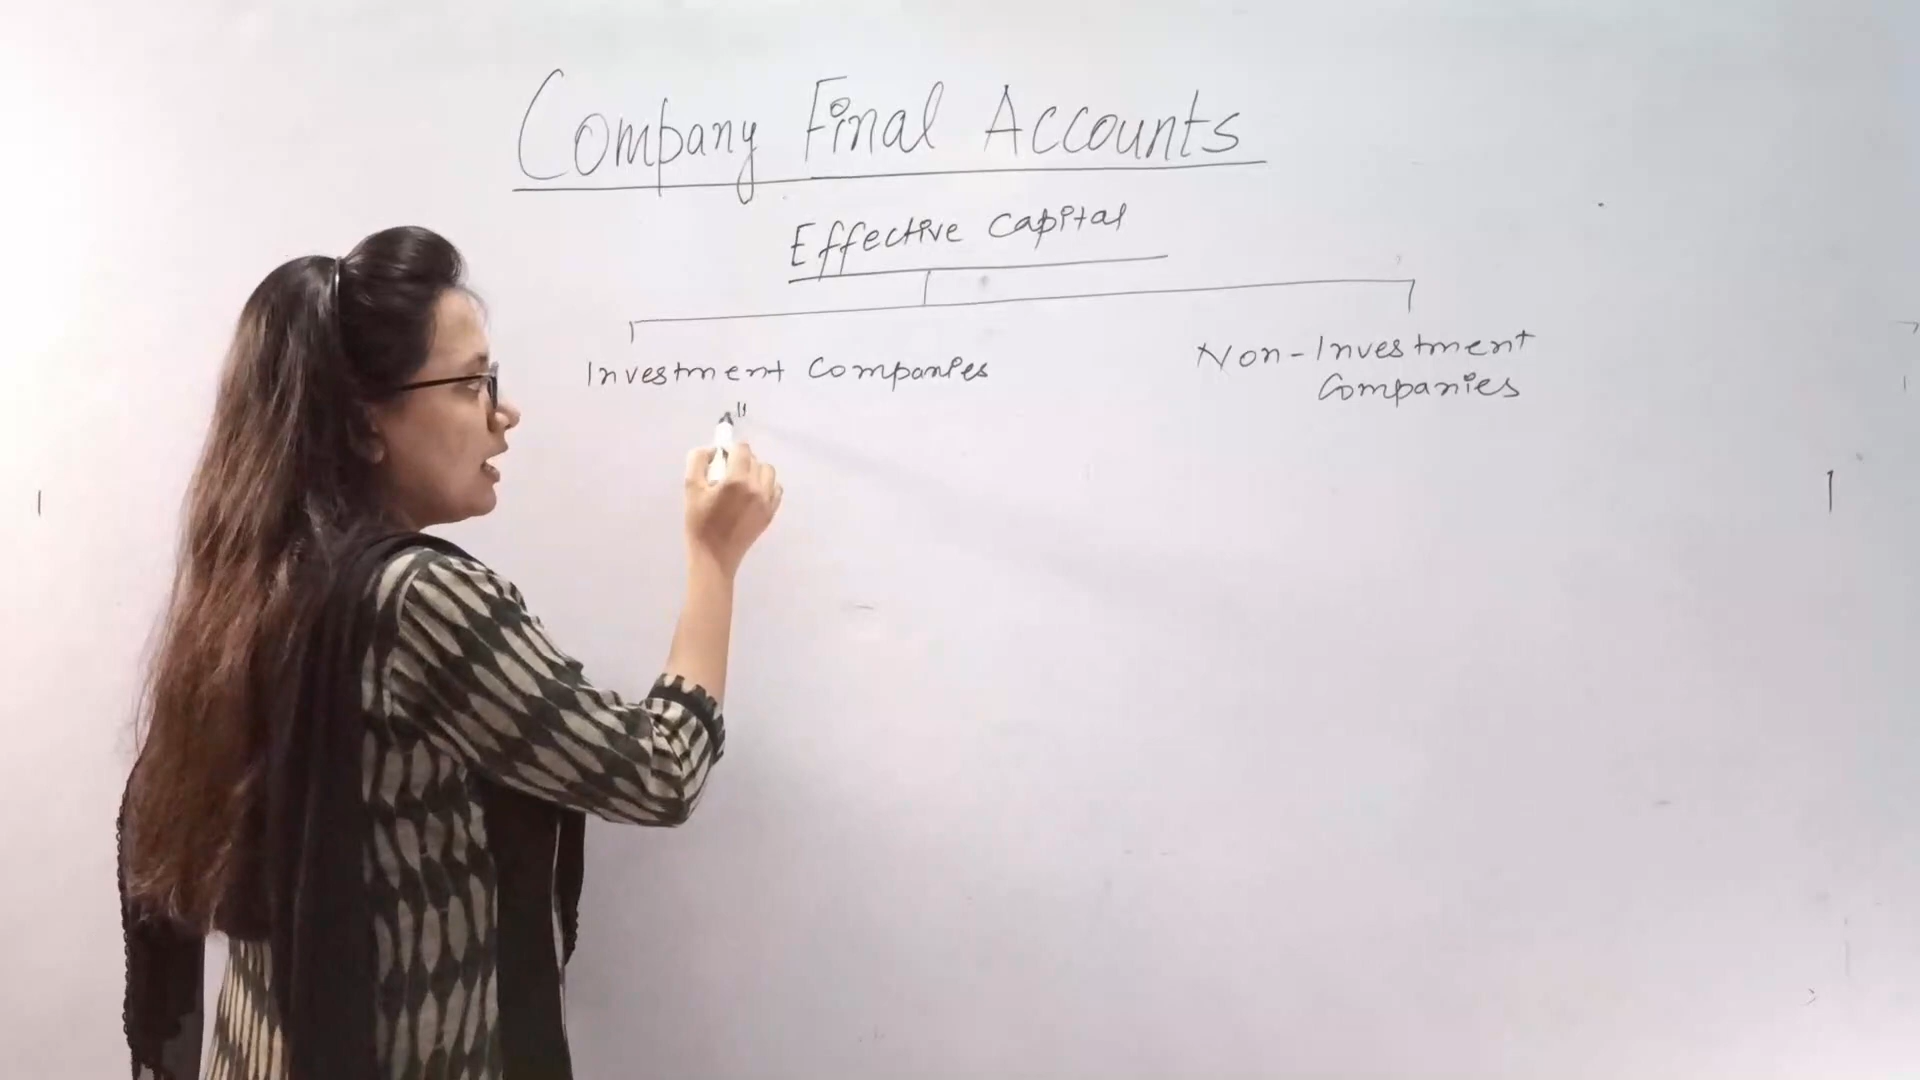 Company Final Accounts
Effective Capital
Investment Companies
Non-Investment
Companies
"